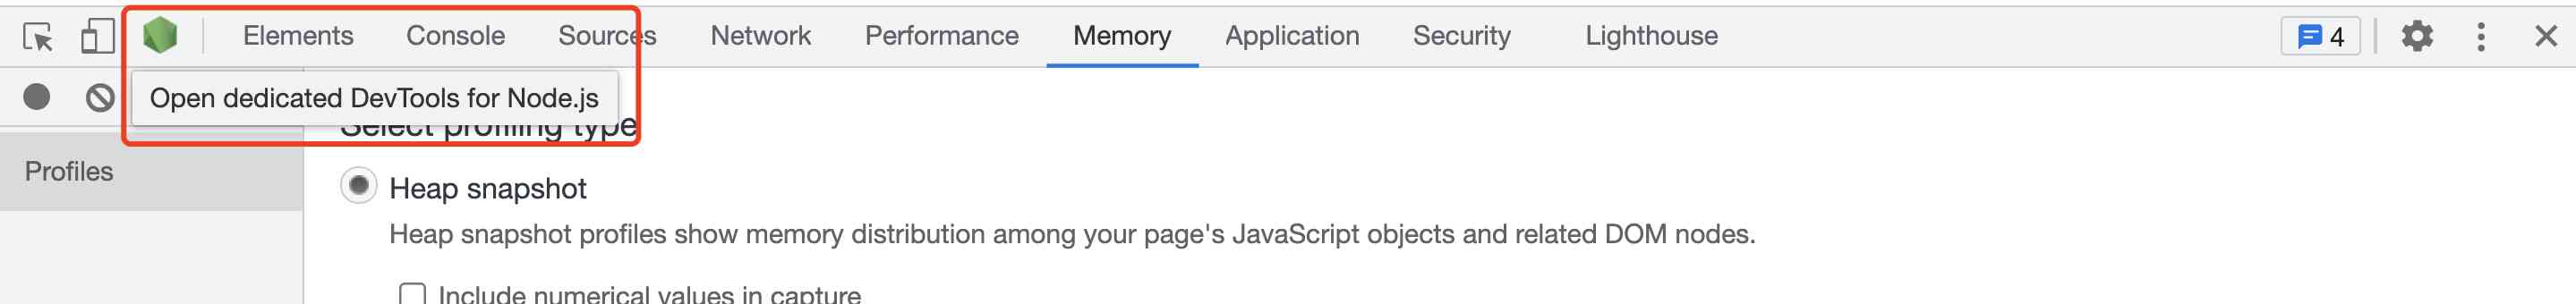 Elements Console Sources Network Performance Memory Application Security Lighthouse 4
Open dedicated DevTools for Node.js
Select profiling type
Profiles
Heap snapshot
Heap snapshot profiles show memory distribution among your page's JavaScript objects and related DOM nodes.
Include numerical values in capture